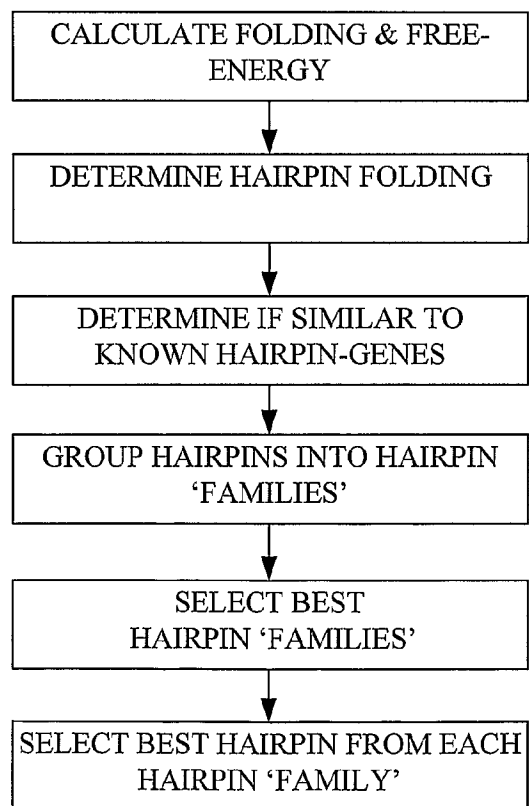 CALCULATE FOLDING & FREE-
ENERGY
DETERMINE HAIRPIN FOLDING
DETERMINE IF SIMILAR TO
KNOWN HAIRPIN-GENES
GROUP HAIRPINS INTO HAIRPIN
‘FAMILIES’
SELECT BEST
HAIRPIN ‘FAMILIES’
SELECT BEST HAIRPIN FROM EACH
HAIRPIN ‘FAMILY’